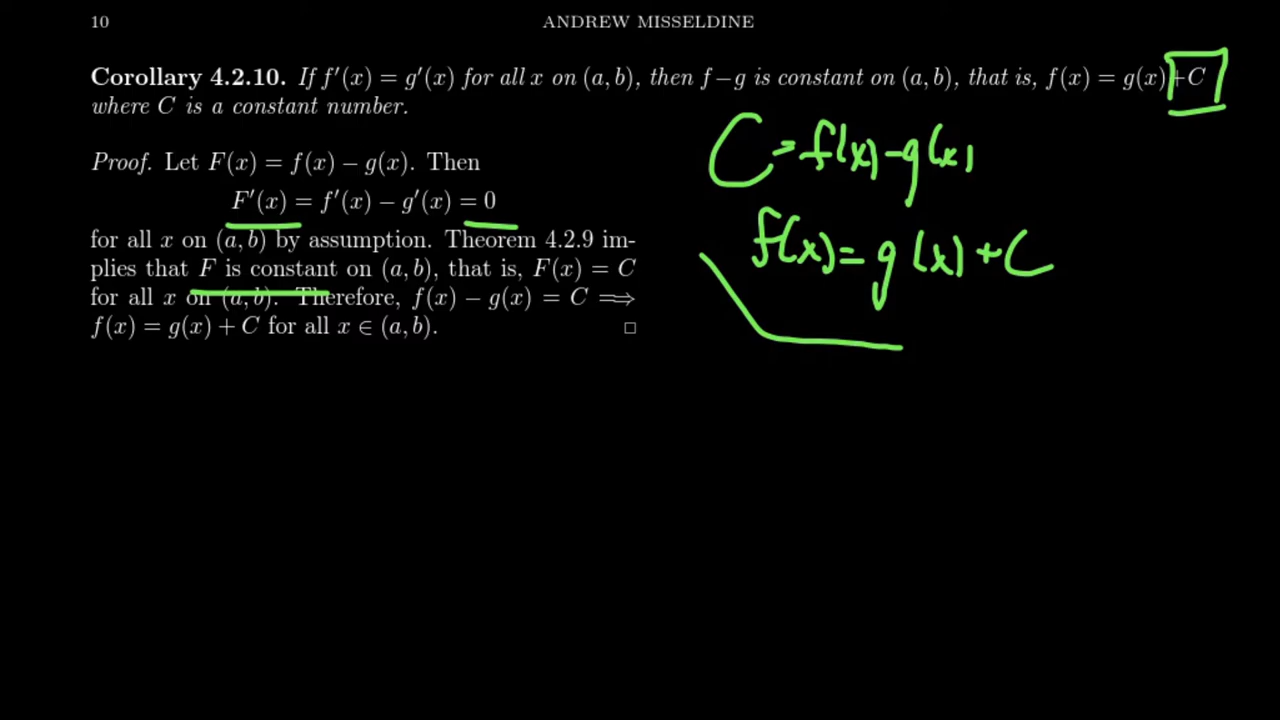 10 ANDREW MISSELDINE
Corollary 4.2.10. If f′(x) = g′(x) for all x on (a, b), then f−g is constant on (a, b), that is, f(x) = g(x)+C
where C is a constant number.
Proof. Let F(x) = f(x) − g(x). Then
F′(x) = f′(x) − g′(x) = 0
for all x on (a, b) by assumption. Theorem 4.2.9 im-
plies that F is constant on (a, b), that is, F(x) = C
for all x on (a, b). Therefore, f(x) − g(x) = C ⟹
f(x) = g(x) + C for all x ∈ (a, b). □
C = f(x) − g(x)
f(x) = g(x) + C